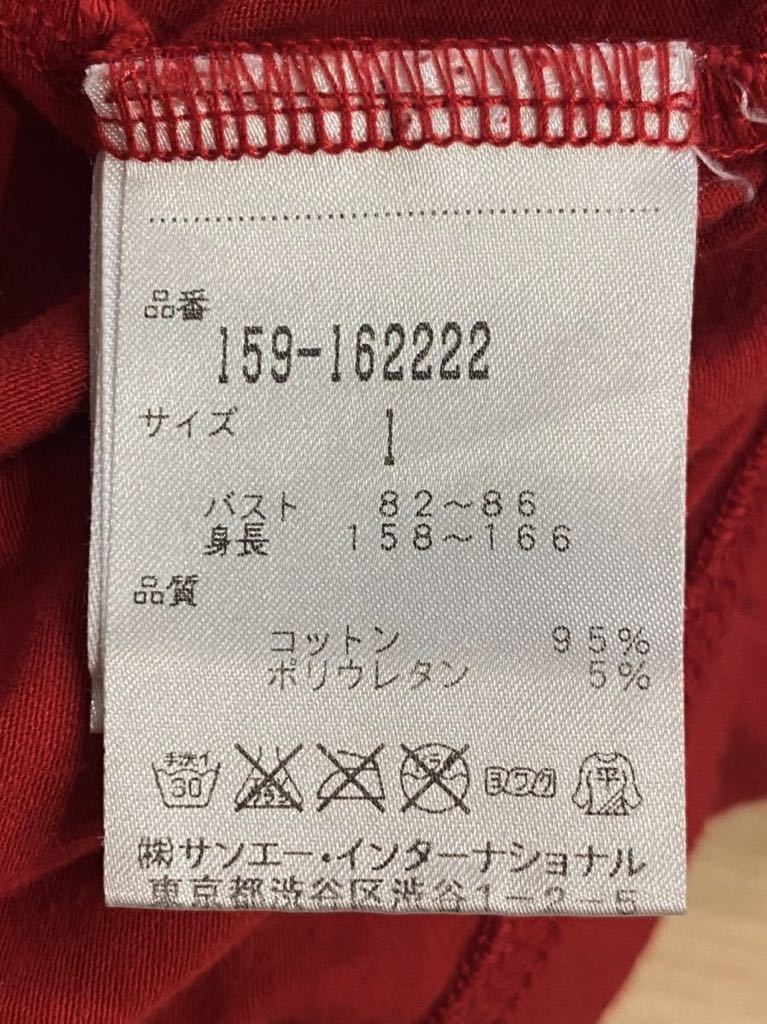 品番
159-162222
サイズ 1
バスト 82～86
身長 158～166
品質
コットン 95%
ポリウレタン 5%
手洗イ 30 ヨワク 平
(株)サンエー・インターナショナル
東京都渋谷区渋谷1-2-5